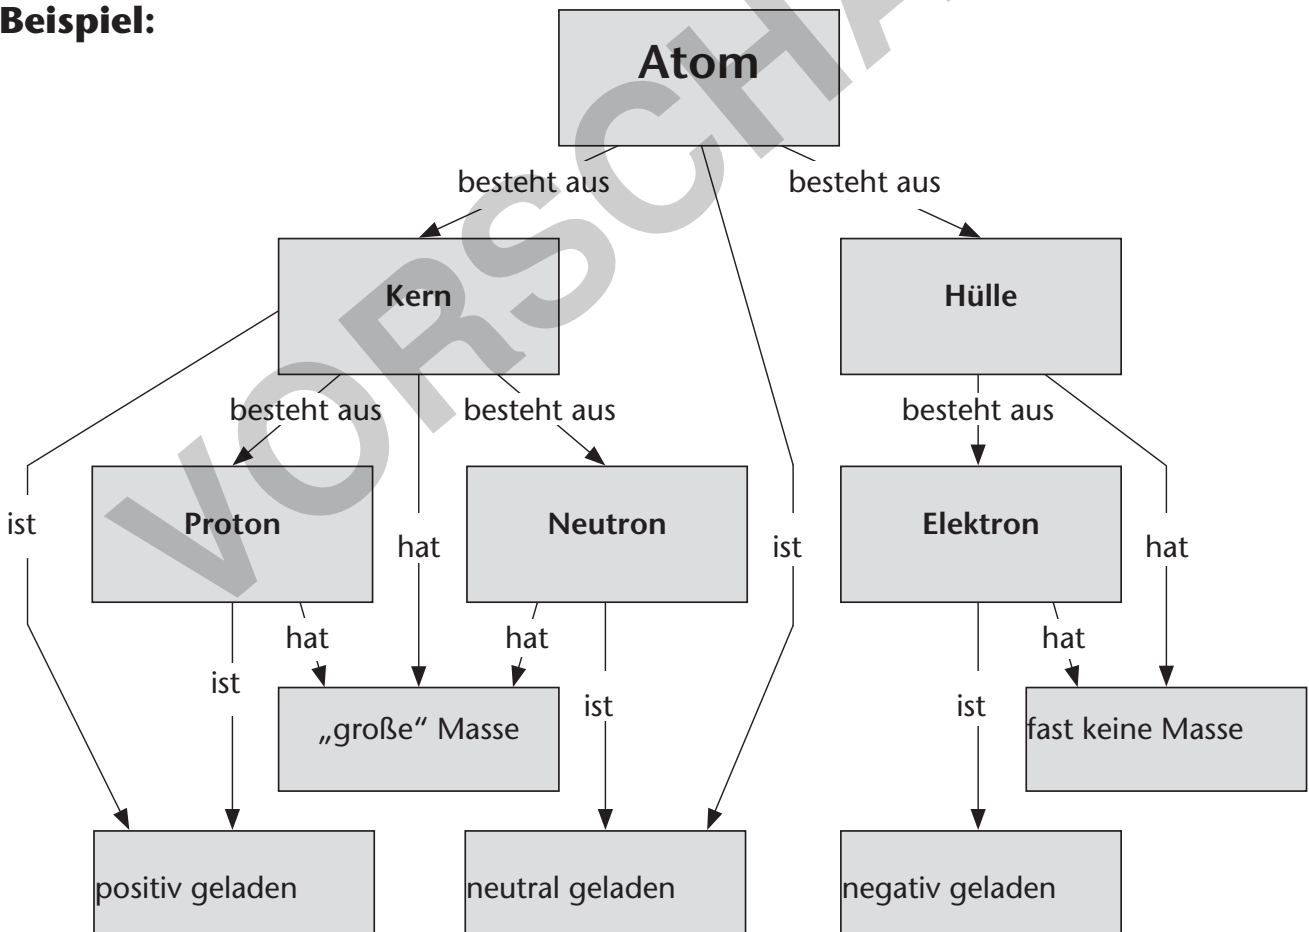 Beispiel:
Atom
besteht aus besteht aus
Kern Hülle
besteht aus besteht aus besteht aus
ist Proton Neutron Elektron
hat ist hat
hat hat hat
ist ist ist
„große“ Masse fast keine Masse
positiv geladen neutral geladen negativ geladen